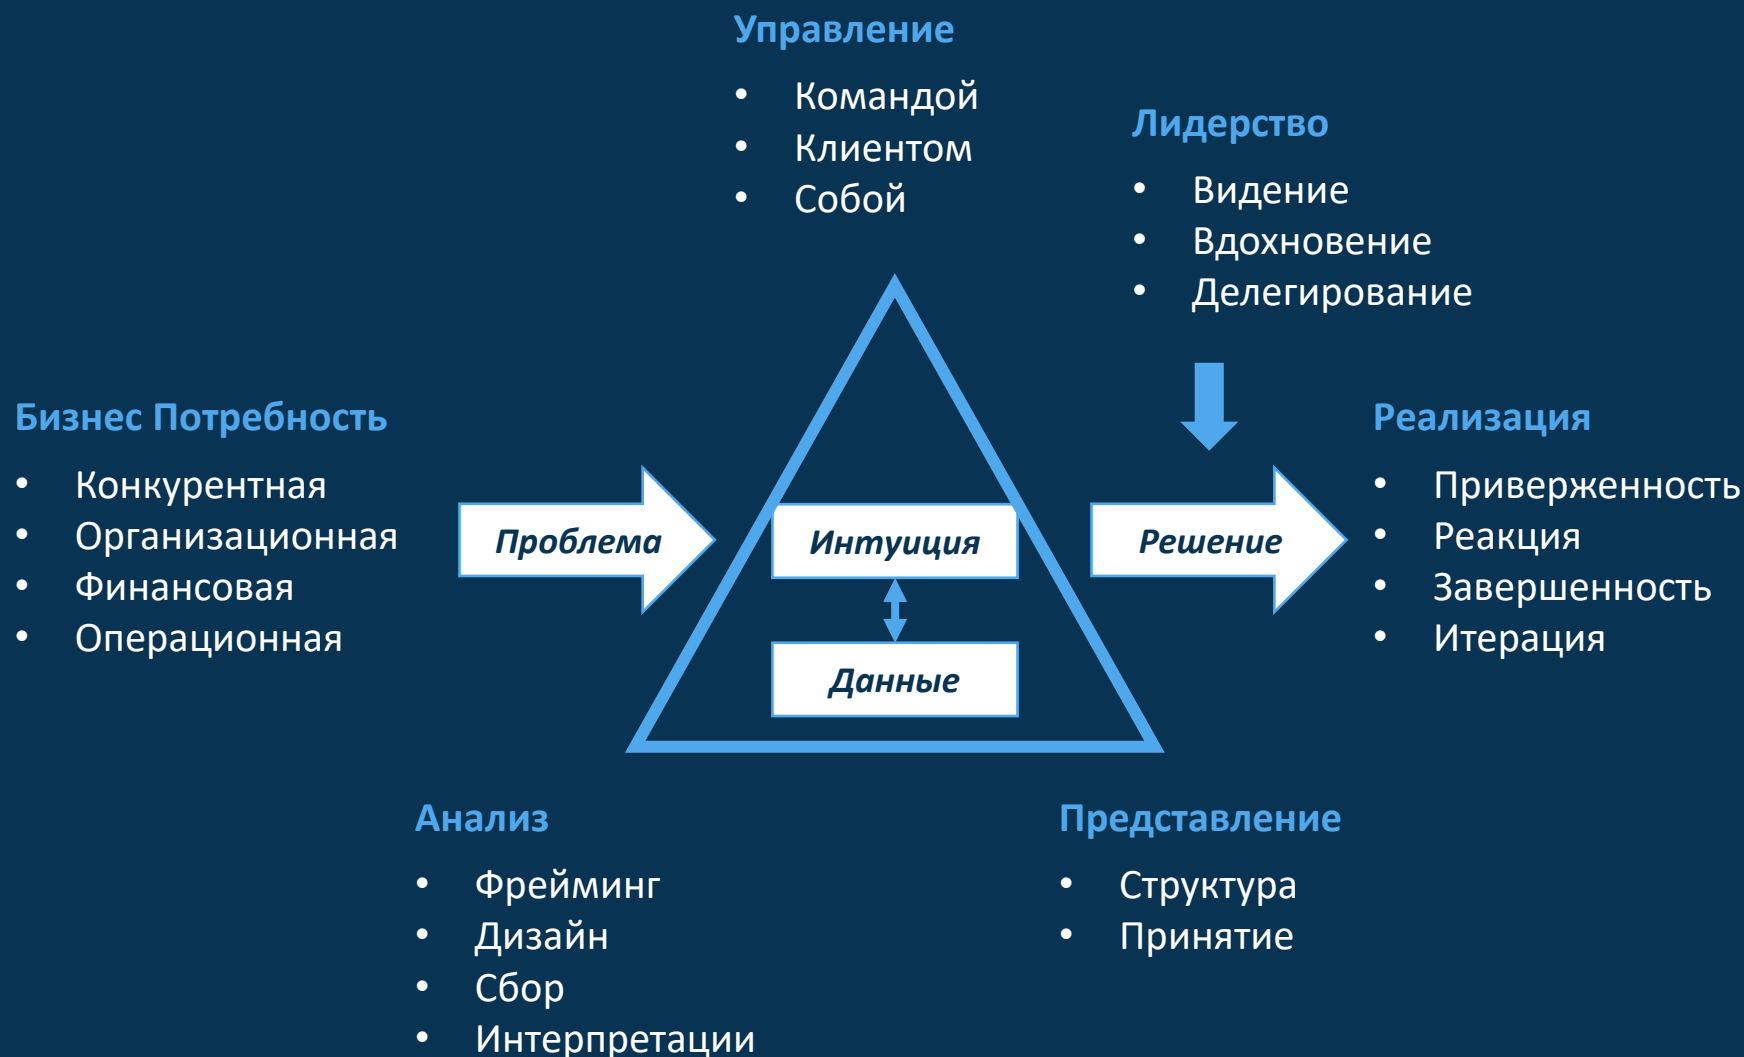 Управление
• Командой
• Клиентом
• Собой
Лидерство
• Видение
• Вдохновение
• Делегирование
Бизнес Потребность
• Конкурентная
• Организационная
• Финансовая
• Операционная
Проблема
Интуиция
Данные
Решение
Реализация
• Приверженность
• Реакция
• Завершенность
• Итерация
Анализ
• Фрейминг
• Дизайн
• Сбор
• Интерпретации
Представление
• Структура
• Принятие